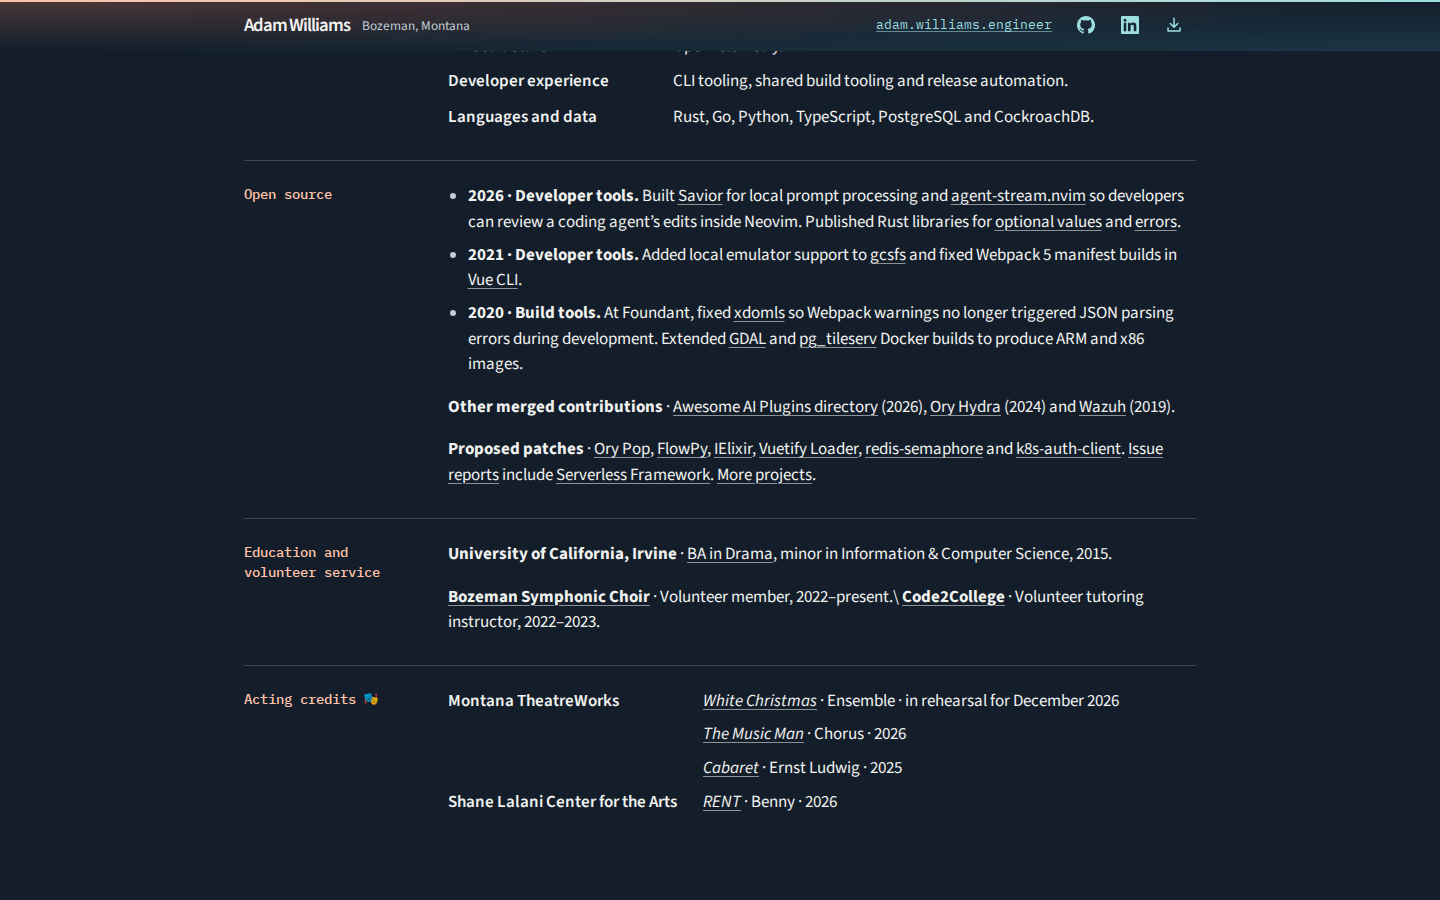 Adam Williams Bozeman, Montana adam.williams.engineer
Developer experience CLI tooling, shared build tooling and release automation.
Languages and data Rust, Go, Python, TypeScript, PostgreSQL and CockroachDB.
Open source
• 2026 · Developer tools. Built Savior for local prompt processing and agent-stream.nvim so developers
can review a coding agent’s edits inside Neovim. Published Rust libraries for optional values and errors.
• 2021 · Developer tools. Added local emulator support to gcsfs and fixed Webpack 5 manifest builds in
Vue CLI.
• 2020 · Build tools. At Foundant, fixed xdomls so Webpack warnings no longer triggered JSON parsing
errors during development. Extended GDAL and pg_tileserv Docker builds to produce ARM and x86
images.
Other merged contributions · Awesome AI Plugins directory (2026), Ory Hydra (2024) and Wazuh (2019).
Proposed patches · Ory Pop, FlowPy, IElixir, Vuetify Loader, redis-semaphore and k8s-auth-client. Issue
reports include Serverless Framework. More projects.
Education and
volunteer service
University of California, Irvine · BA in Drama, minor in Information & Computer Science, 2015.
Bozeman Symphonic Choir · Volunteer member, 2022–present.\ Code2College · Volunteer tutoring
instructor, 2022–2023.
Acting credits 🎭
Montana TheatreWorks White Christmas · Ensemble · in rehearsal for December 2026
The Music Man · Chorus · 2026
Cabaret · Ernst Ludwig · 2025
Shane Lalani Center for the Arts RENT · Benny · 2026